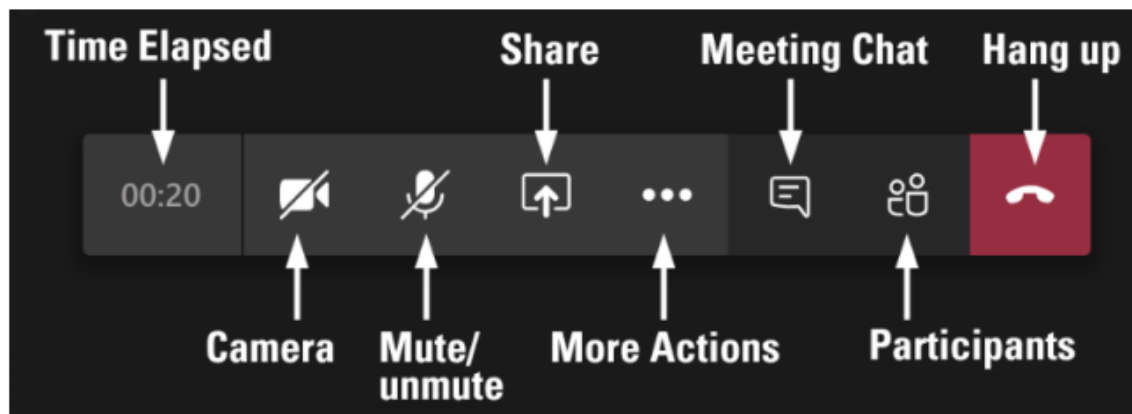 Time Elapsed
Share
Meeting Chat
Hang up
00:20
Camera
Mute/
unmute
More Actions
Participants